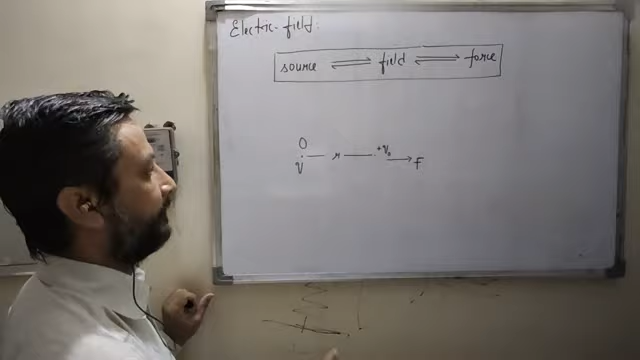 Electric-field:
source ⇌ field ⇌ force
O
q — r — +q₀ → F